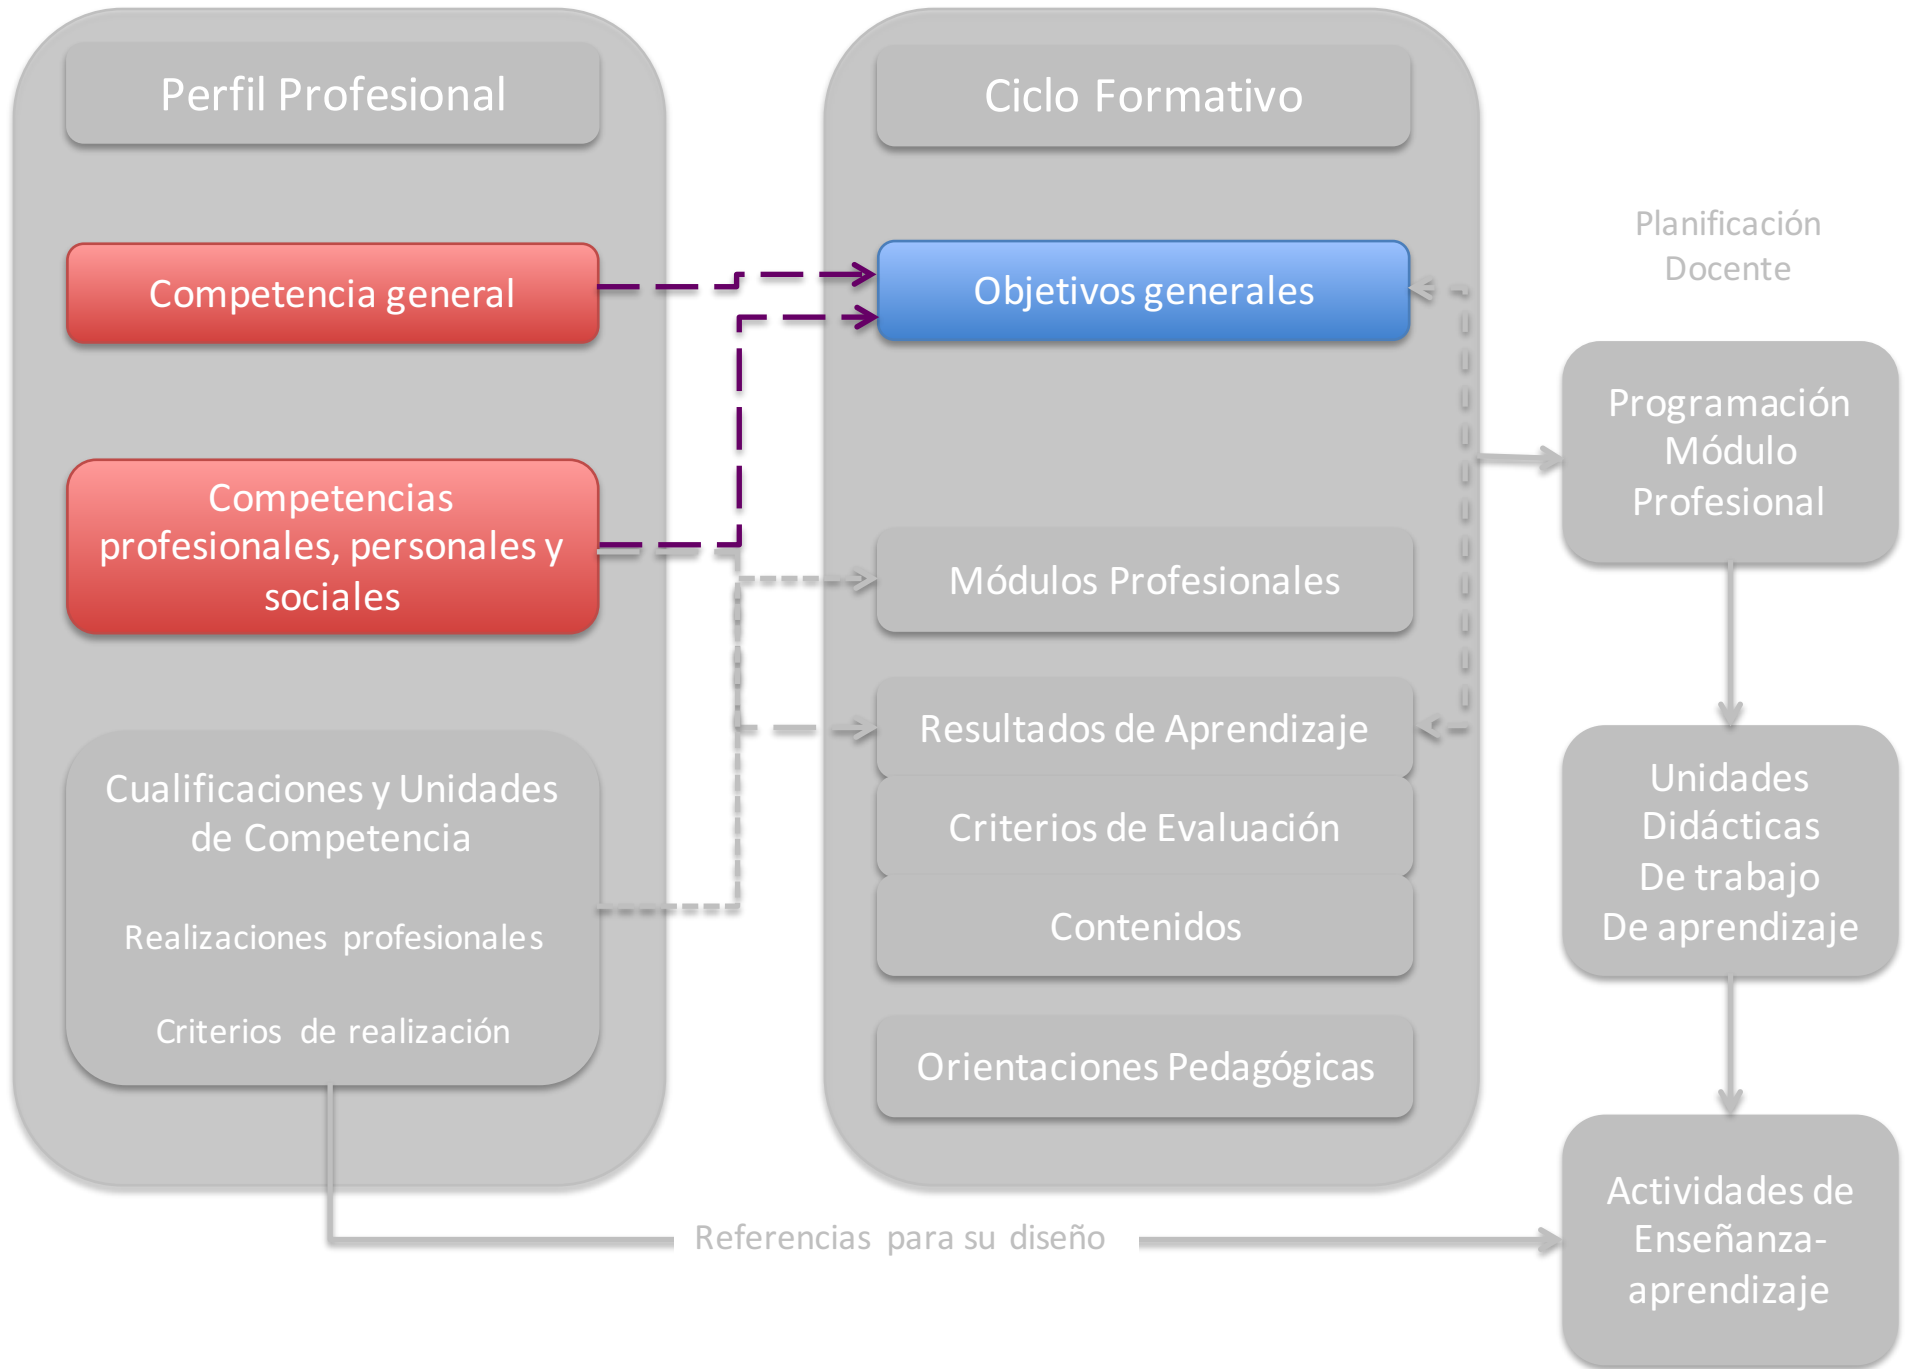 Perfil Profesional
Competencia general
Competencias
profesionales, personales y
sociales
Cualificaciones y Unidades
de Competencia
Realizaciones profesionales
Criterios de realización
Ciclo Formativo
Objetivos generales
Módulos Profesionales
Resultados de Aprendizaje
Criterios de Evaluación
Contenidos
Orientaciones Pedagógicas
Planificación
Docente
Programación
Módulo
Profesional
Unidades
Didácticas
De trabajo
De aprendizaje
Actividades de
Enseñanza-
aprendizaje
Referencias para su diseño